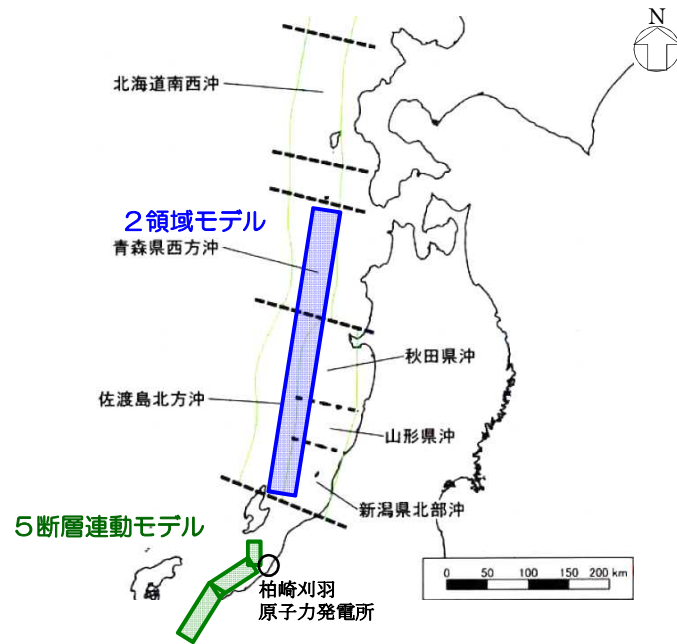 N
北海道南西沖
2領域モデル
青森県西方沖
秋田県沖
佐渡島北方沖
山形県沖
新潟県北部沖
5断層連動モデル
柏崎刈羽
原子力発電所
0 50 100 150 200 km